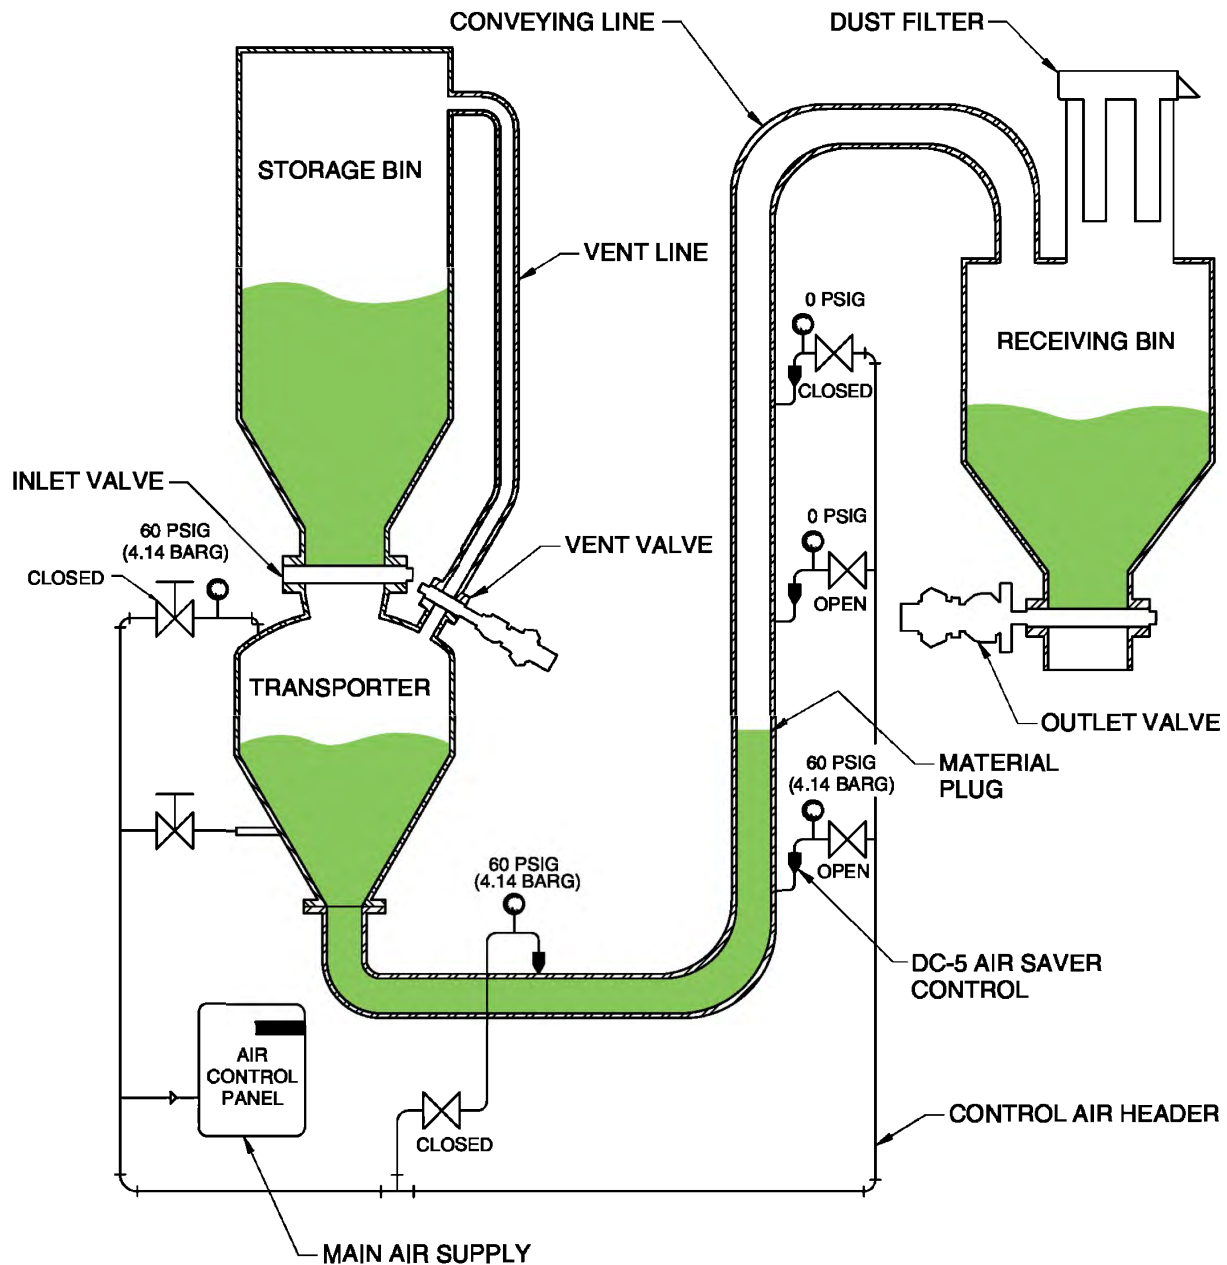 CONVEYING LINE
DUST FILTER
STORAGE BIN
VENT LINE
0 PSIG
RECEIVING BIN
CLOSED
INLET VALVE
60 PSIG
(4.14 BARG)
CLOSED
VENT VALVE
0 PSIG
OPEN
TRANSPORTER
OUTLET VALVE
MATERIAL
PLUG
60 PSIG
(4.14 BARG)
OPEN
60 PSIG
(4.14 BARG)
DC-5 AIR SAVER
CONTROL
AIR
CONTROL
PANEL
CLOSED
CONTROL AIR HEADER
MAIN AIR SUPPLY